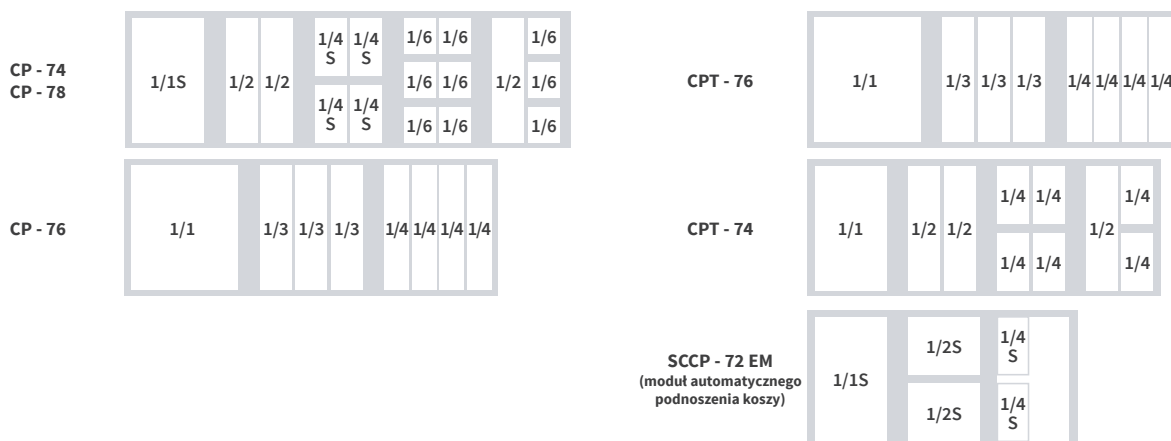 CP - 74
CP - 78
1/1S
1/2 1/2
1/4 S 1/4 S
1/4 S 1/4 S
1/6 1/6
1/6 1/6
1/6 1/6
1/2
1/6
1/6
1/6
CP - 76
1/1
1/3 1/3 1/3
1/4 1/4 1/4 1/4
CPT - 76
1/1
1/3 1/3 1/3
1/4 1/4 1/4 1/4
CPT - 74
1/1
1/2 1/2
1/4 1/4
1/4 1/4
1/2
1/4
1/4
SCCP - 72 EM
(moduł automatycznego
podnoszenia koszy)
1/1S
1/2S
1/2S
1/4
S
1/4
S